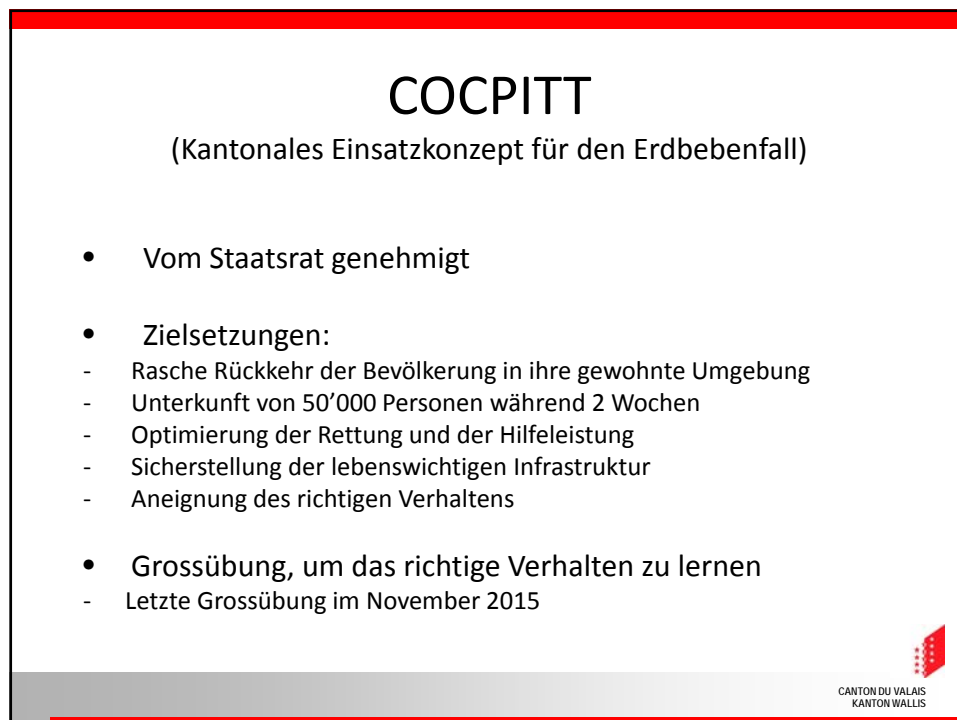 COCPITT
(Kantonales Einsatzkonzept für den Erdbebenfall)
• Vom Staatsrat genehmigt
• Zielsetzungen:
- Rasche Rückkehr der Bevölkerung in ihre gewohnte Umgebung
- Unterkunft von 50’000 Personen während 2 Wochen
- Optimierung der Rettung und der Hilfeleistung
- Sicherstellung der lebenswichtigen Infrastruktur
- Aneignung des richtigen Verhaltens
• Grossübung, um das richtige Verhalten zu lernen
- Letzte Grossübung im November 2015
CANTON DU VALAIS
KANTON WALLIS